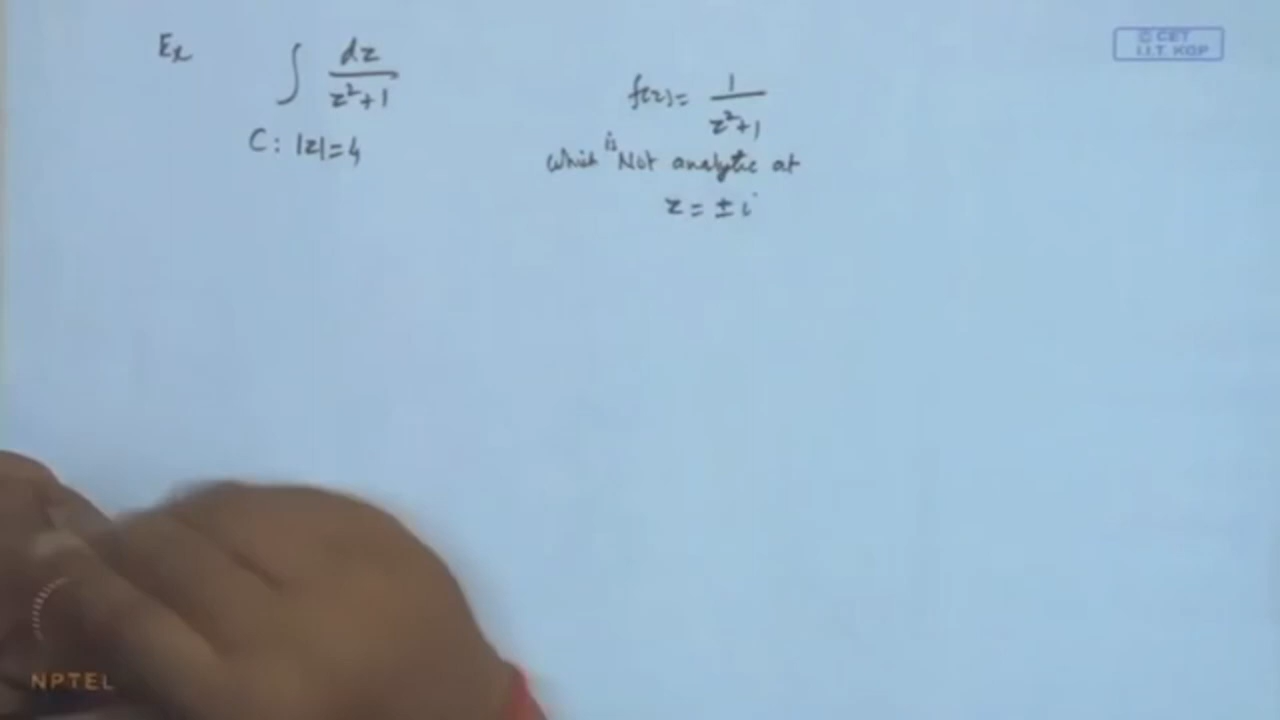 Ex
∫ dz / z²+1
C: |z|=4
f(z)= 1 / z²+1
which is Not analytic at
z = ± i
© CET
I.I.T. KGP
NPTEL